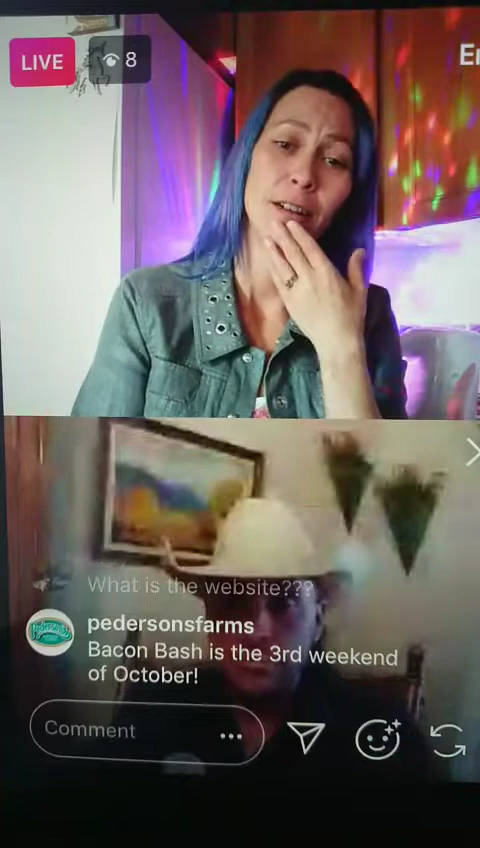 LIVE
8
What is the website???
pedersonsfarms
Bacon Bash is the 3rd weekend
of October!
Comment